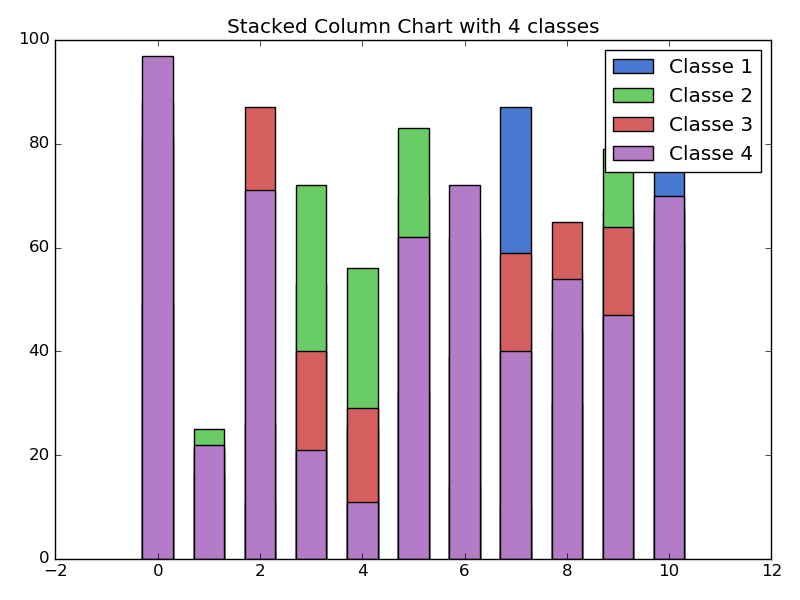 Stacked Column Chart with 4 classes
100
80
60
40
20
0
Classe 1
Classe 2
Classe 3
Classe 4
−2 0 2 4 6 8 10 12